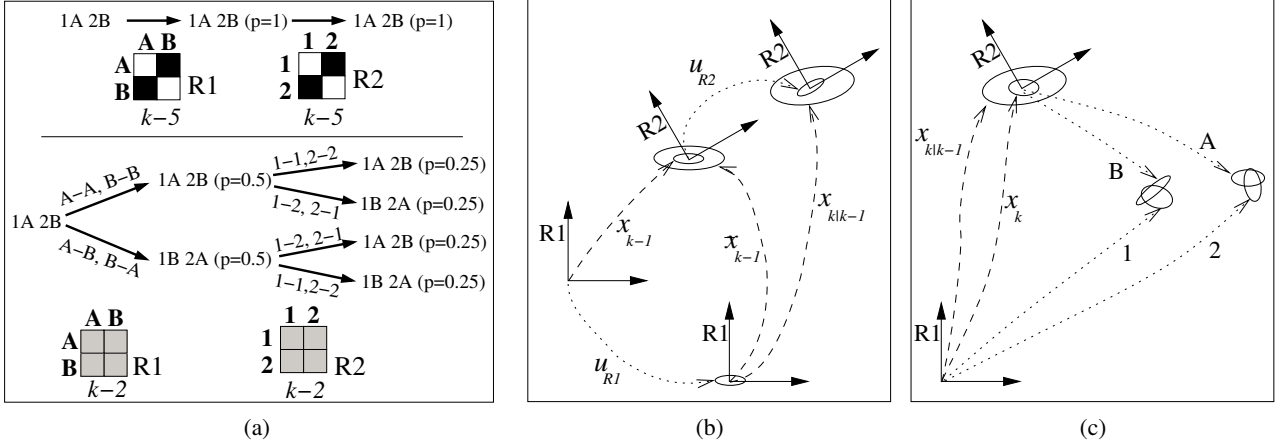 1A 2B 1A 2B (p=1) 1A 2B (p=1)
A B
A
B
R1
k−5
1 2
1
2
R2
k−5
1A 2B
A−A, B−B
A−B, B−A
1A 2B (p=0.5)
1B 2A (p=0.5)
1−1,2−2
1−2, 2−1
1−2, 2−1
1−1,2−2
1A 2B (p=0.25)
1B 2A (p=0.25)
1A 2B (p=0.25)
1B 2A (p=0.25)
A B
A
B
R1
k−2
1 2
1
2
R2
k−2
(a)
R2
u_R2
R2
x_k|k−1
R1
x_k−1
x_k−1
R1
u_R1
(b)
R2
x_k|k−1
x_k
A
B
1
2
R1
(c)